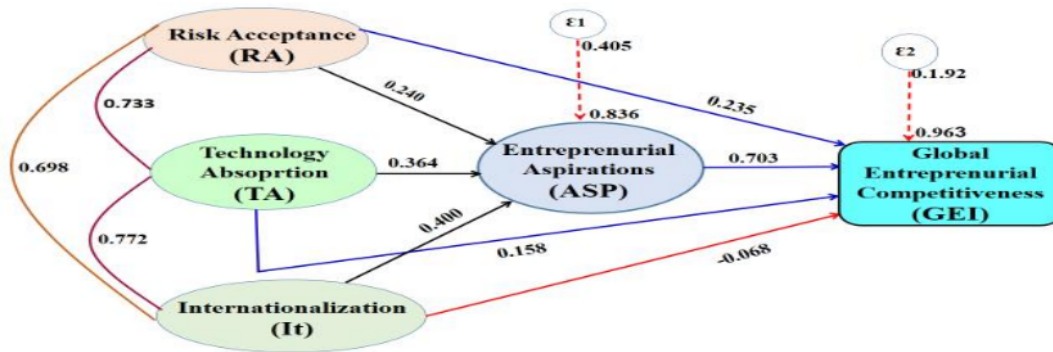 Risk Acceptance
(RA)
ε1
0.405
ε2
0.1.92
0.733
0.240
0.235
0.836
0.963
0.698
Technology
Absoprtion
(TA)
0.364
Entreprenurial
Aspirations
(ASP)
0.703
Global
Entreprenurial
Competitiveness
(GEI)
0.772
0.400
0.158
-0.068
Internationalization
(It)